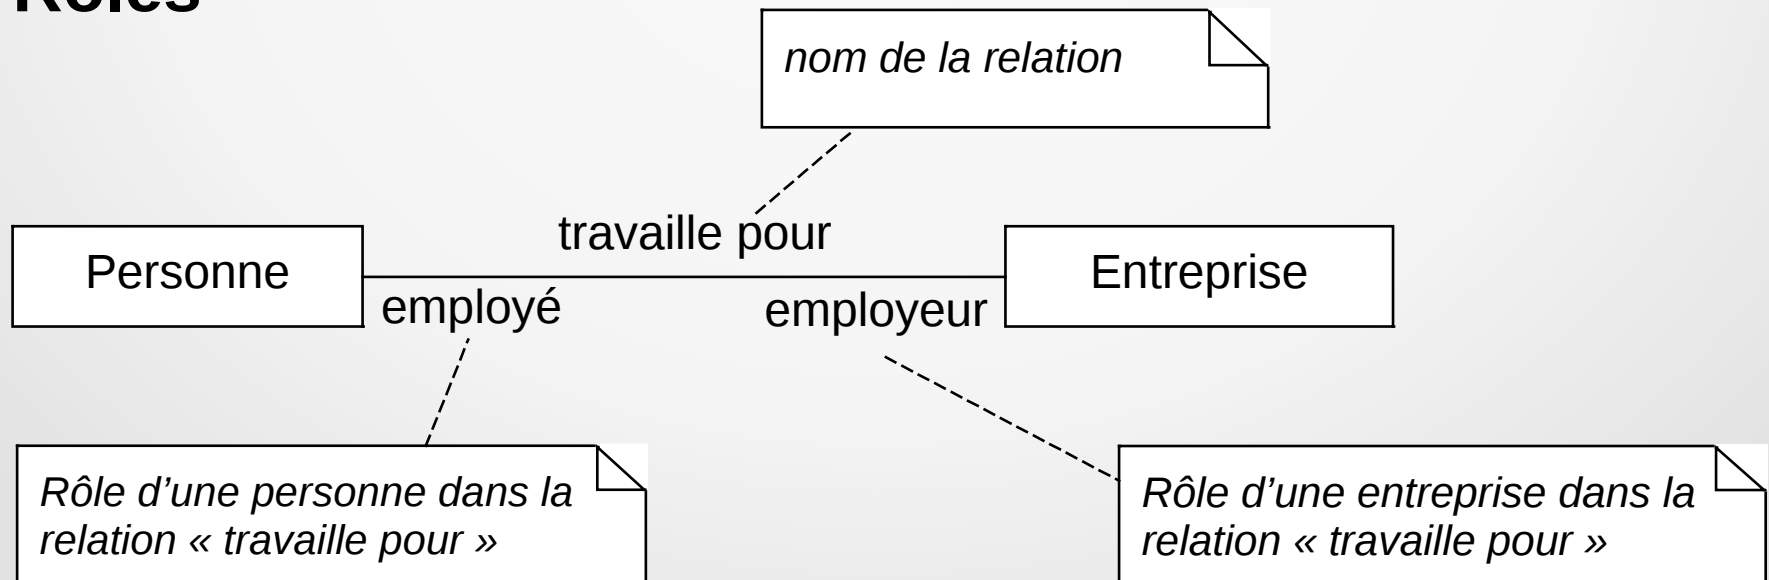 Rôles
nom de la relation
travaille pour
Personne
Entreprise
employé
employeur
Rôle d’une personne dans la
relation « travaille pour »
Rôle d’une entreprise dans la
relation « travaille pour »